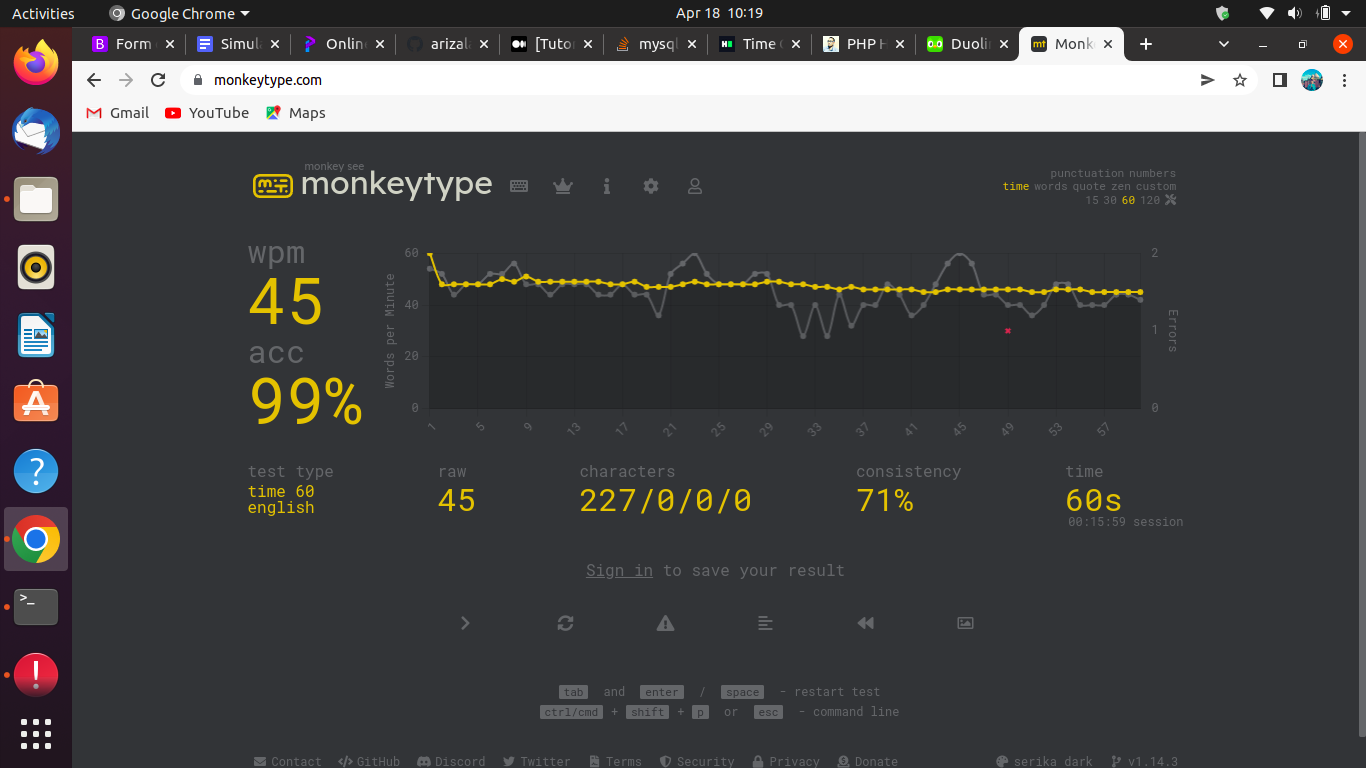 Activities Google Chrome Apr 18 10:19
Form Simula Onlin arizal [Tutor mysql Time PHP H Duolin Monk
monkeytype.com
Gmail YouTube Maps
monkey see
monkeytype
punctuation numbers
time words quote zen custom
15 30 60 120
wpm
45
acc
99%
60
40
20
0
Words per Minute
2
1
0
Errors
1 5 9 13 17 21 25 29 33 37 41 45 49 53 57
test type
time 60
english
raw
45
characters
227/0/0/0
consistency
71%
time
60s
00:15:59 session
Sign in to save your result
tab and enter / space - restart test
ctrl/cmd + shift + p or esc - command line
Contact GitHub Discord Twitter Terms Security Privacy Donate serika dark v1.14.3